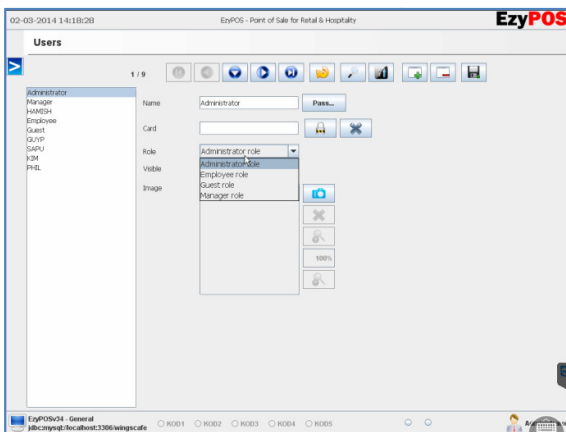 02-03-2014 14:18:28
EzyPOS - Point of Sale for Retail & Hospitality
EzyPOS
Users
>
1 / 9
Administrator
Manager
HAMISH
Employee
Guest
GUYP
SAPU
KIM
PHIL
Name
Administrator
Pass...
Card
Role
Administrator role
Administrator role
Employee role
Guest role
Manager role
Visible
Image
100%
EzyPOSv34 - General
jdbc:mysql://localhost:3306/wingscafe
KOD1
KOD2
KOD3
KOD4
KOD5